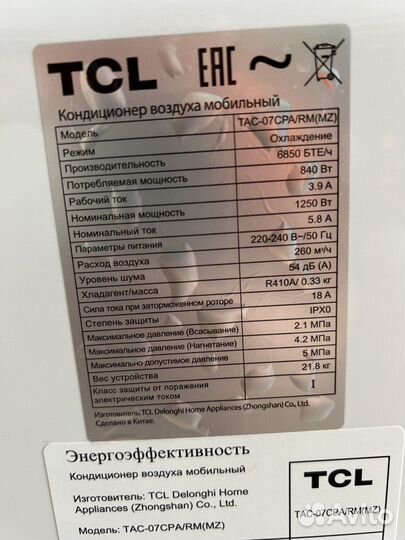 TCL EAC
Кондиционер воздуха мобильный
Модель TAC-07CPA/RM(MZ)
Режим Охлаждение
Производительность 6850 БТЕ/ч
Потребляемая мощность 840 Вт
Рабочий ток 3.9 А
Номинальная мощность 1250 Вт
Номинальный ток 5.8 А
Параметры питания 220-240 В~/50 Гц
Расход воздуха 260 м³/ч
Уровень шума 54 дБ (А)
Хладагент/масса R410A/ 0.33 кг
Сила тока при заторможенном роторе 18 А
Степень защиты IPX0
Максимальное давление (Всасывание) 2.1 МПа
Максимальное давление (Нагнетание) 4.2 МПа
Максимально допустимое давление 5 МПа
Вес устройства 21.8 кг
Класс защиты от поражения
электрическим током I
Изготовитель:TCL Delonghi Home Appliances (Zhongshan) Co., Ltd.
Сделано в Китае.
Энергоэффективность
Кондиционер воздуха мобильный
TCL
Изготовитель: TCL Delonghi Home
Appliances (Zhongshan) Co., Ltd.
TAC-07CPA/RM(MZ)
Модель: TAC-07CPA/RM(MZ)
Avito